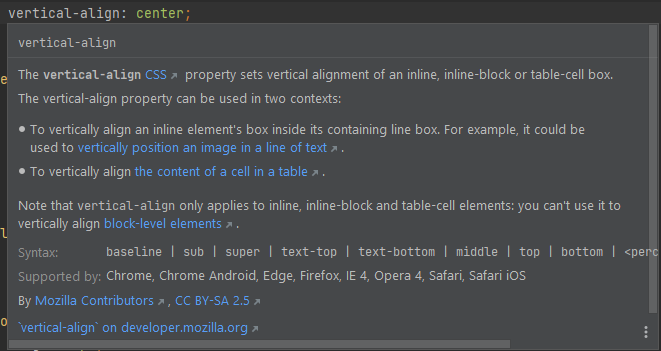 vertical-align: center;
vertical-align
The vertical-align CSS property sets vertical alignment of an inline, inline-block or table-cell box.
The vertical-align property can be used in two contexts:
• To vertically align an inline element's box inside its containing line box. For example, it could be
used to vertically position an image in a line of text.
• To vertically align the content of a cell in a table.
Note that vertical-align only applies to inline, inline-block and table-cell elements: you can't use it to
vertically align block-level elements.
Syntax: baseline | sub | super | text-top | text-bottom | middle | top | bottom | <perc
Supported by: Chrome, Chrome Android, Edge, Firefox, IE 4, Opera 4, Safari, Safari iOS
By Mozilla Contributors, CC BY-SA 2.5
`vertical-align` on developer.mozilla.org